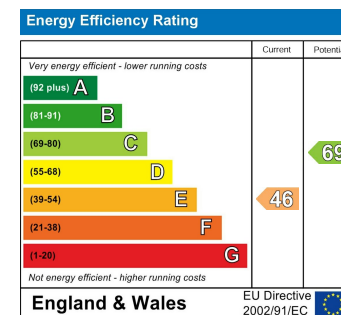 Energy Efficiency Rating
Current
Very energy efficient - lower running costs
(92 plus) A
(81-91) B
(69-80) C
69
(55-68) D
(39-54) E
46
(21-38) F
(1-20) G
Not energy efficient - higher running costs
England & Wales
EU Directive
2002/91/EC